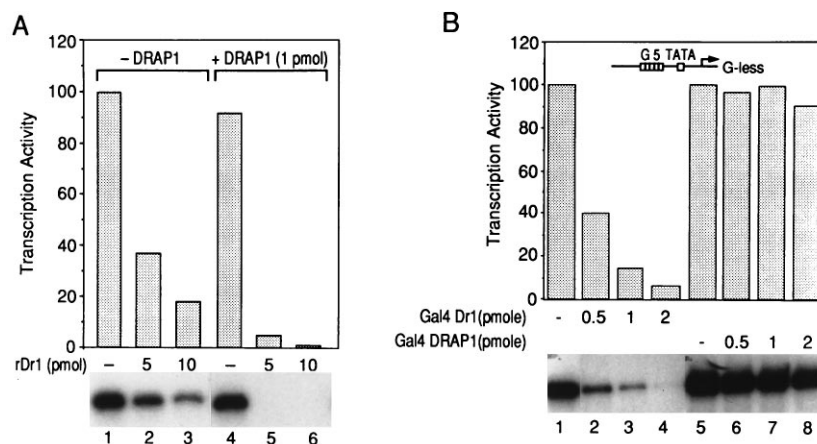 A
B
Transcription Activity
120
100
80
60
40
20
0
– DRAP1
+ DRAP1 (1 pmol)
rDr1 (pmol)
– 5 10 – 5 10
1 2 3 4 5 6
Transcription Activity
120
100
80
60
40
20
0
G 5 TATA
G-less
Gal4 Dr1(pmole)
- 0.5 1 2
Gal4 DRAP1(pmole)
- 0.5 1 2
1 2 3 4 5 6 7 8